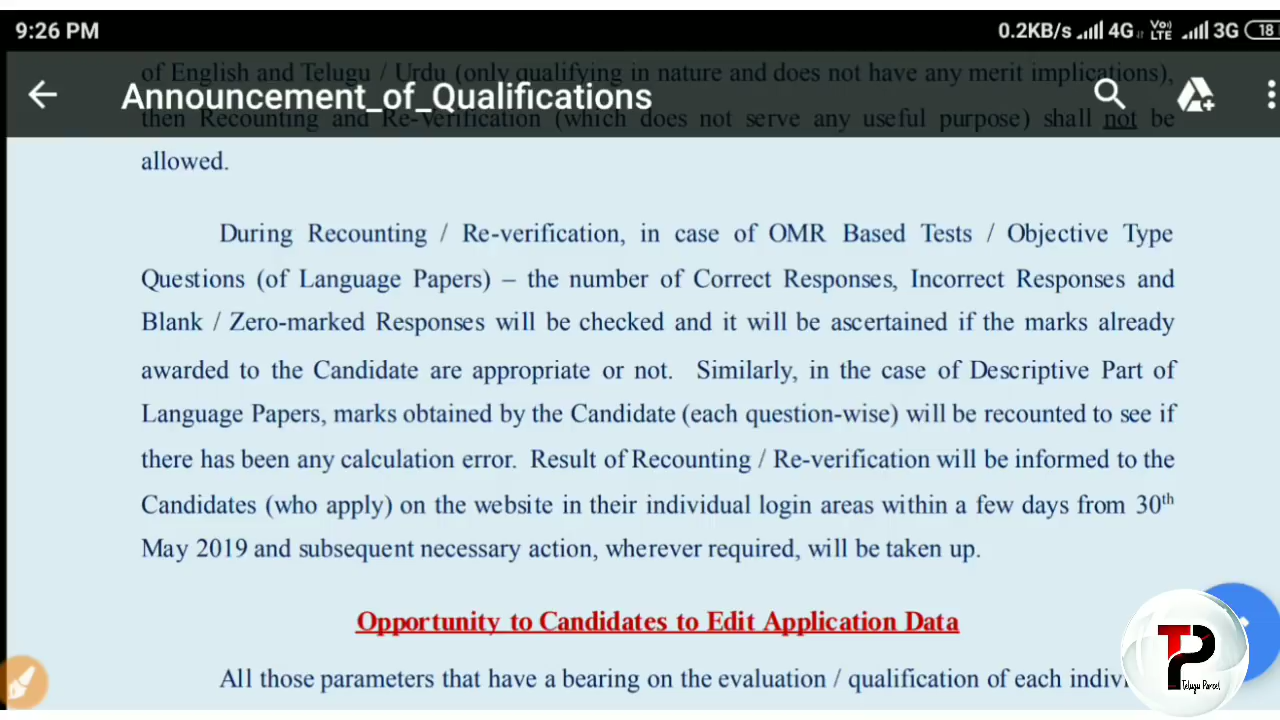 9:26 PM
0.2KB/s 4G VoJ) LTE 3G 18
of English and Telugu / Urdu (only qualifying in nature and does not have any merit implications),
Announcement_of_Qualifications
then Recounting and Re-Verification (which does not serve any useful purpose) shall not be
allowed.
During Recounting / Re-verification, in case of OMR Based Tests / Objective Type
Questions (of Language Papers) – the number of Correct Responses, Incorrect Responses and
Blank / Zero-marked Responses will be checked and it will be ascertained if the marks already
awarded to the Candidate are appropriate or not. Similarly, in the case of Descriptive Part of
Language Papers, marks obtained by the Candidate (each question-wise) will be recounted to see if
there has been any calculation error. Result of Recounting / Re-verification will be informed to the
Candidates (who apply) on the website in their individual login areas within a few days from 30th
May 2019 and subsequent necessary action, wherever required, will be taken up.
Opportunity to Candidates to Edit Application Data
All those parameters that have a bearing on the evaluation / qualification of each
TP
Telugu Parcel